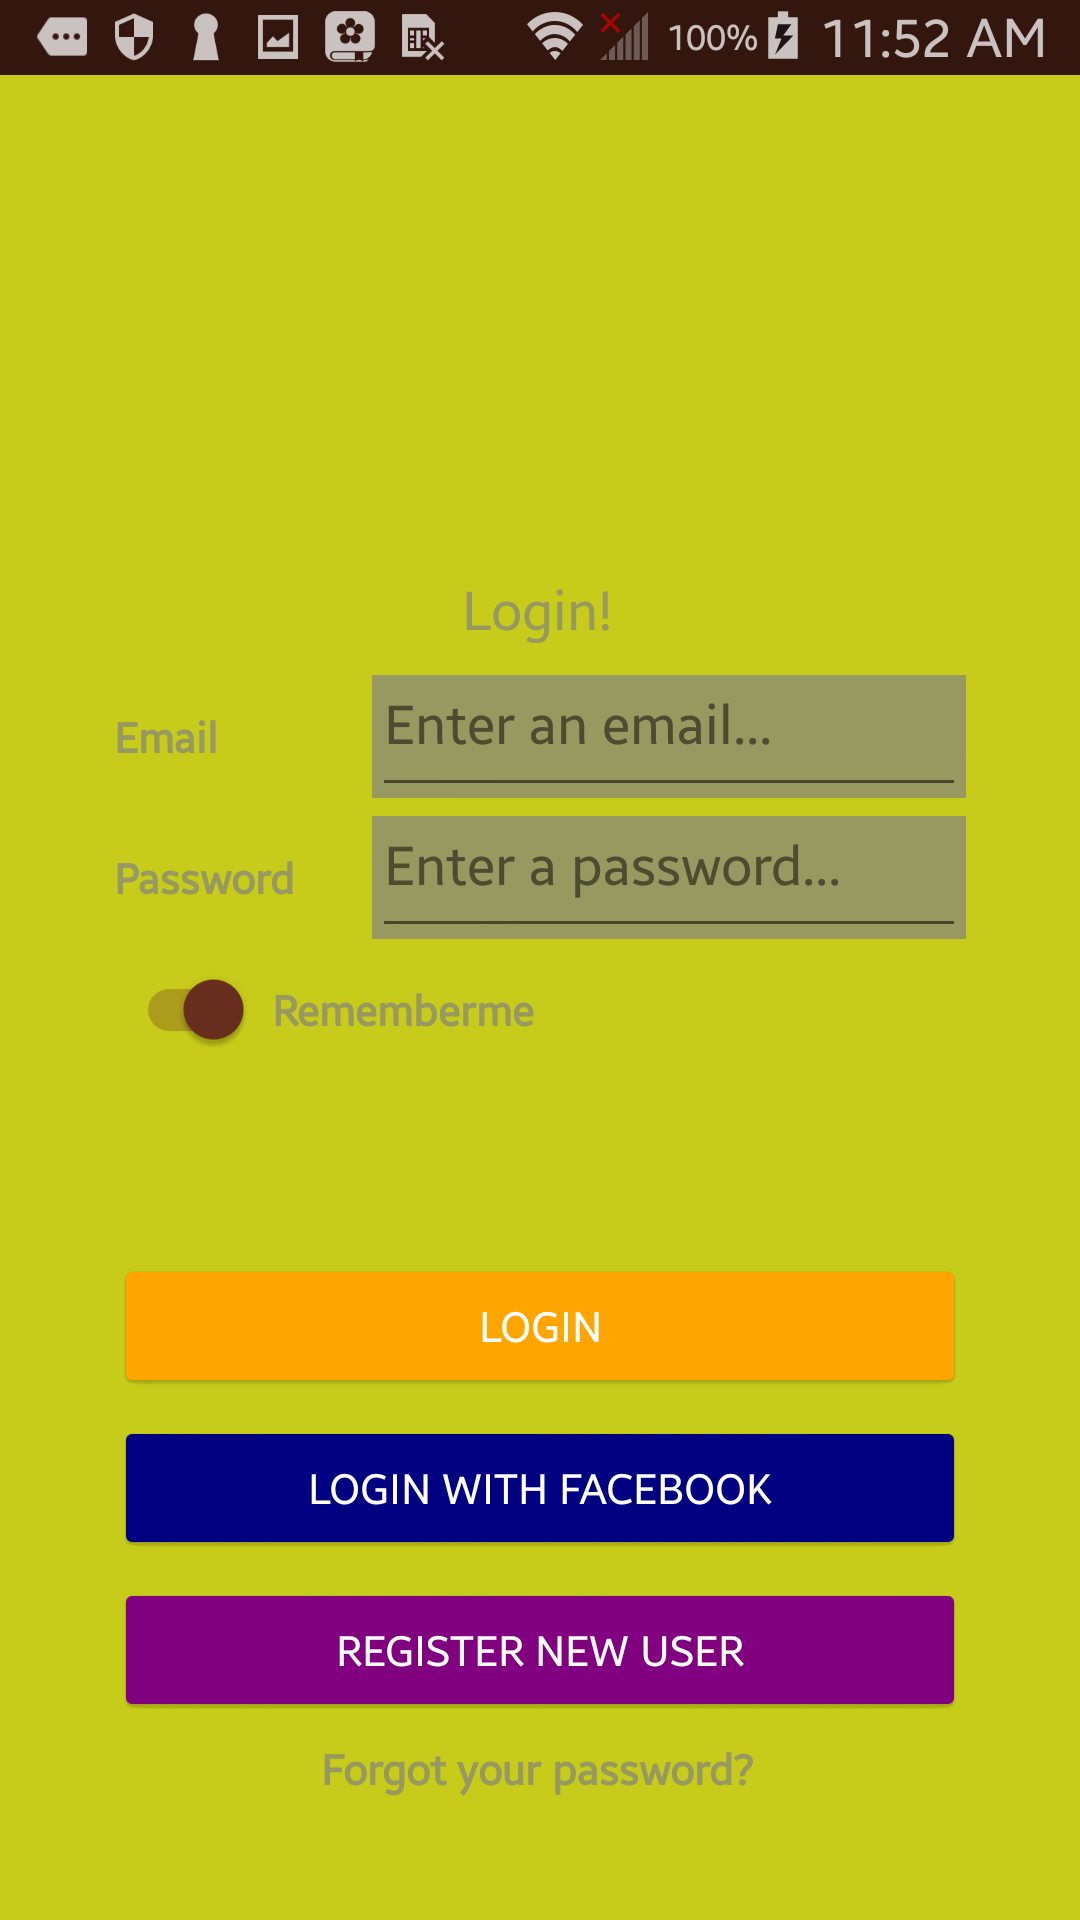 100% 11:52 AM
Login!
Email
Enter an email...
Password
Enter a password...
Rememberme
LOGIN
LOGIN WITH FACEBOOK
REGISTER NEW USER
Forgot your password?